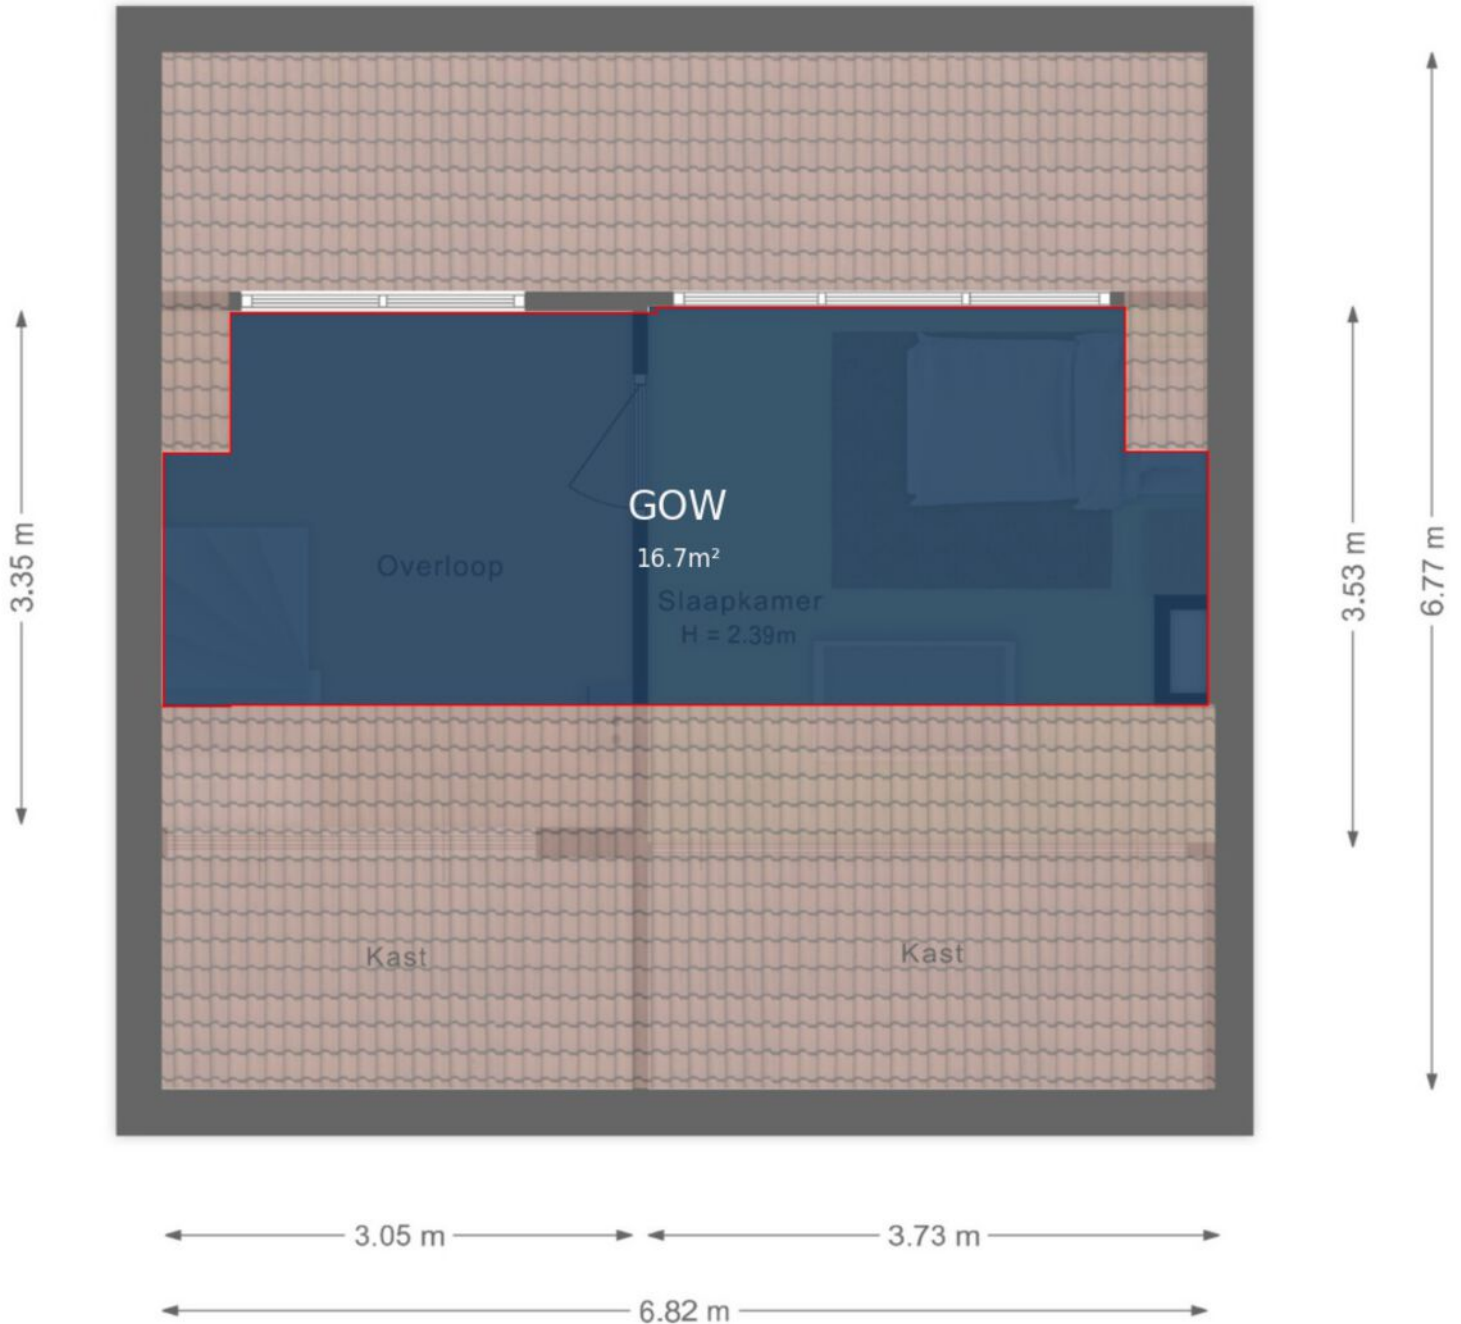 GOW
16.7m²
Overloop
Slaapkamer
H = 2.39m
Kast
Kast
3.35 m
3.53 m
6.77 m
3.05 m
3.73 m
6.82 m